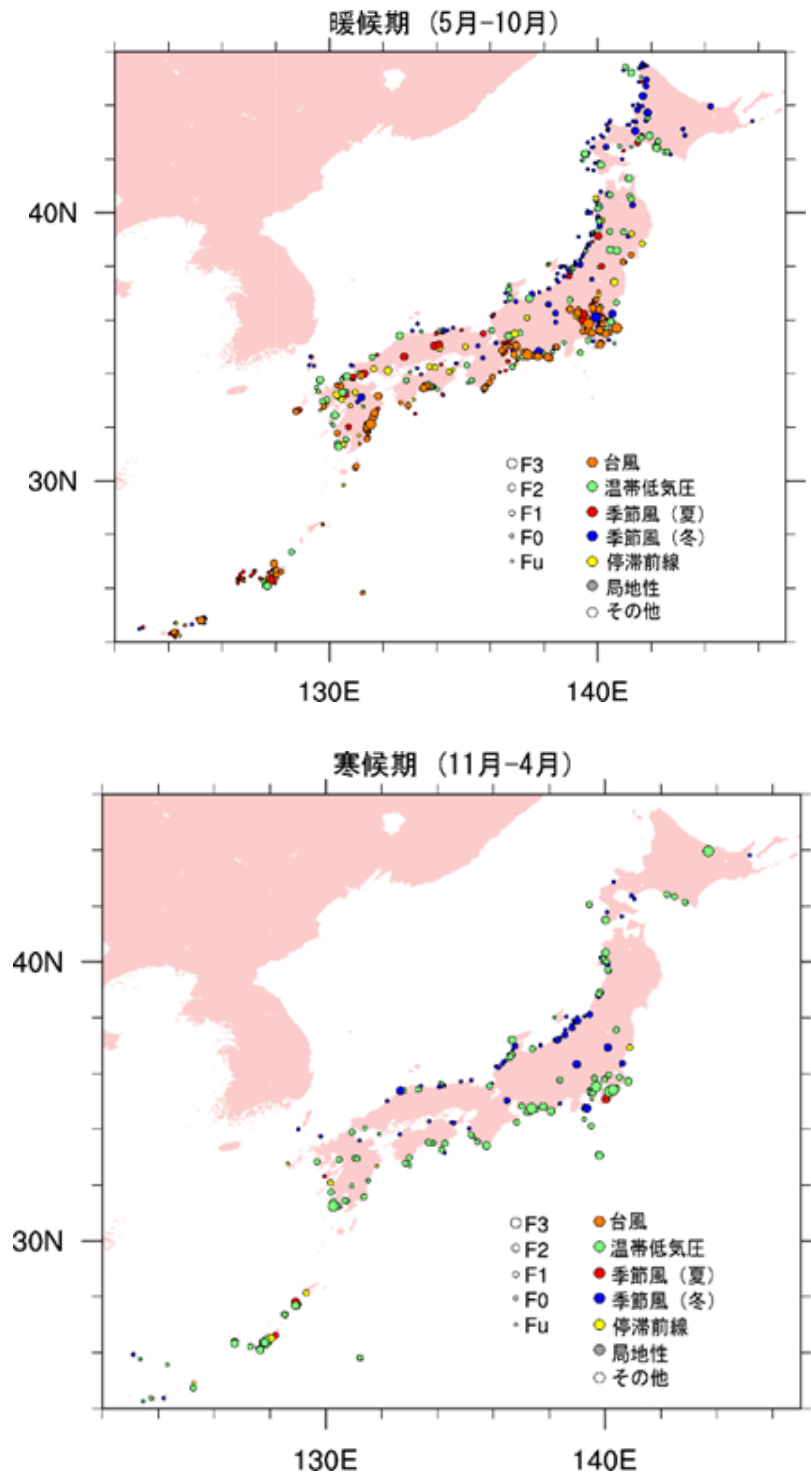 暖候期 (5月-10月)
40N
30N
F3
F2
F1
F0
Fu
台風
温帯低気圧
季節風 (夏)
季節風 (冬)
停滞前線
局地性
その他
130E
140E
寒候期 (11月-4月)
40N
30N
F3
F2
F1
F0
Fu
台風
温帯低気圧
季節風 (夏)
季節風 (冬)
停滞前線
局地性
その他
130E
140E